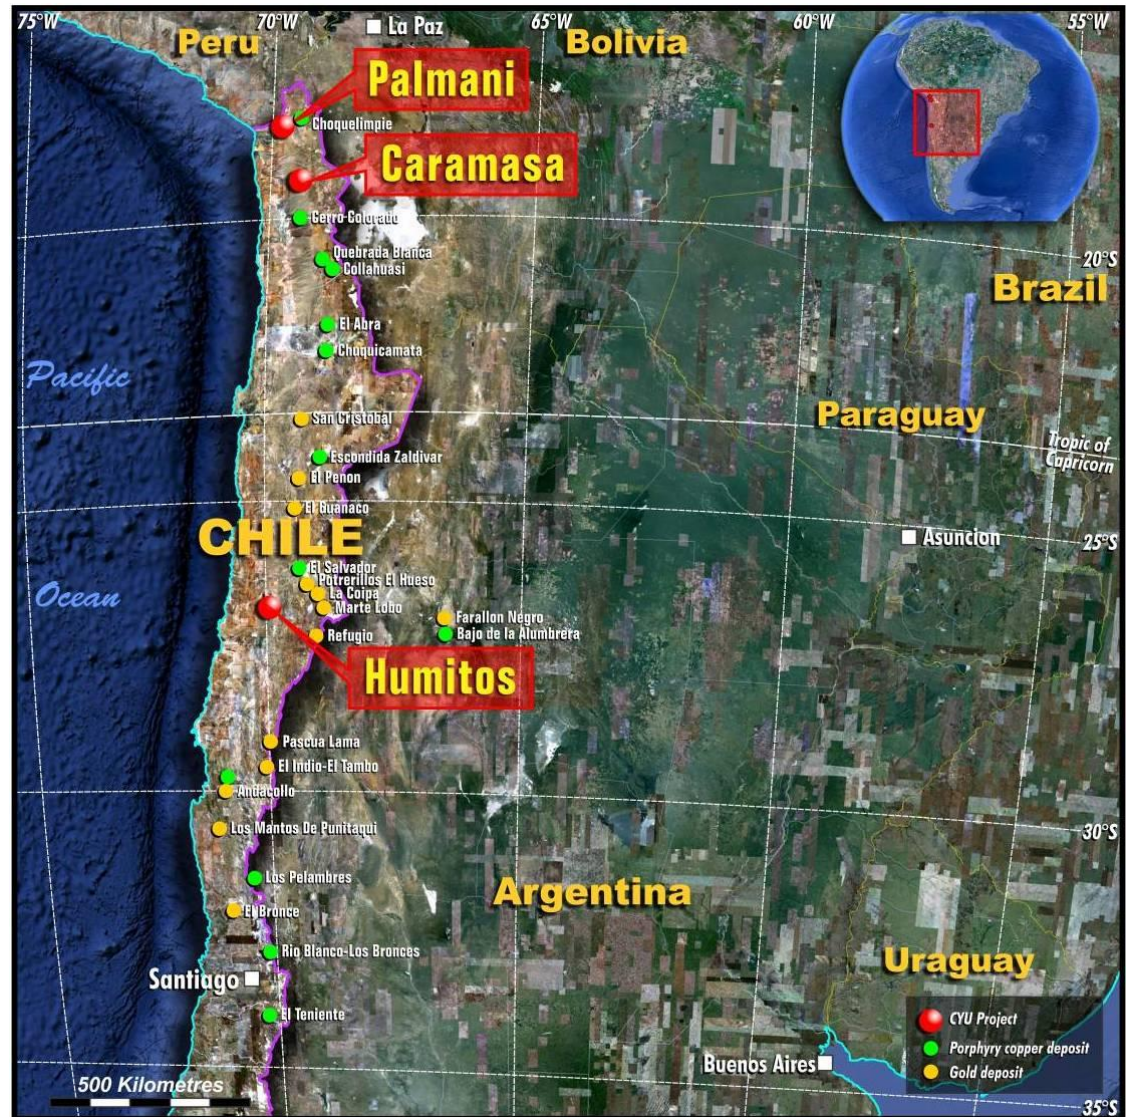 75°W
70°W
65°W
60°W
55°W
La Paz
Peru
Bolivia
Palmani
Choquelimpie
Caramasa
Cerro Colorado
Quebrada Blanca
Collahuasi
20°S
Brazil
El Abra
Choquicamata
Pacific
San Cristobal
Paraguay
Tropic of
Capricorn
Escondida Zaldivar
El Penon
El Guanaco
CHILE
Asuncion
25°S
El Salvador
Potrerillos El Hueso
La Coipa
Marte Lobo
Ocean
Farallon Negro
Bajo de la Alumbrera
Refugio
Humitos
Pascua Lama
El Indio-El Tambo
Andacollo
Los Mantos De Punitaqui
30°S
Los Pelambres
Argentina
El Bronce
Rio Blanco-Los Bronces
Uraguay
Santiago
El Teniente
CYU Project
Porphyry copper deposit
Gold deposit
Buenos Aires
500 Kilometres
35°S